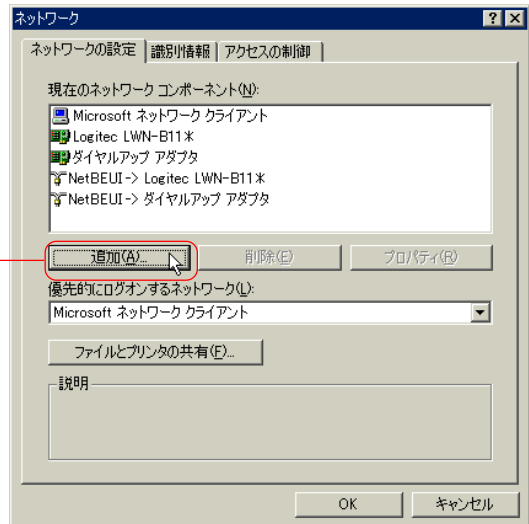 ネットワーク
ネットワークの設定 識別情報 アクセスの制御
現在のネットワーク コンポーネント(N):
Microsoft ネットワーク クライアント
Logitec LWN-B11*
ダイヤルアップ アダプタ
NetBEUI -> Logitec LWN-B11*
NetBEUI -> ダイヤルアップ アダプタ
追加(A)... 削除(E) プロパティ(R)
優先的にログオンするネットワーク(L):
Microsoft ネットワーク クライアント
ファイルとプリンタの共有(F)...
説明
OK キャンセル